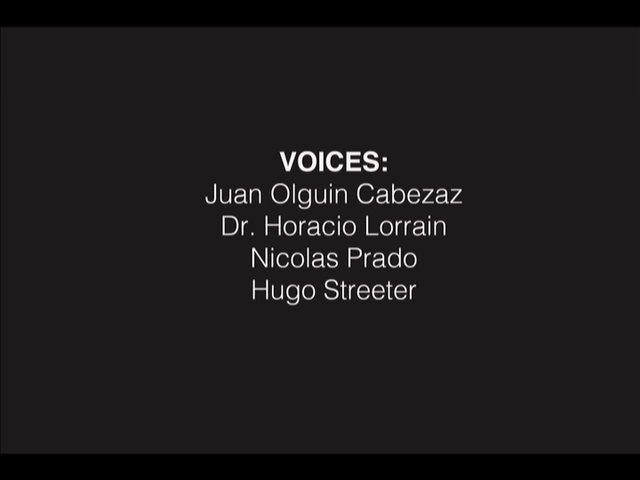 VOICES:
Juan Olguin Cabezaz
Dr. Horacio Lorrain
Nicolas Prado
Hugo Streeter